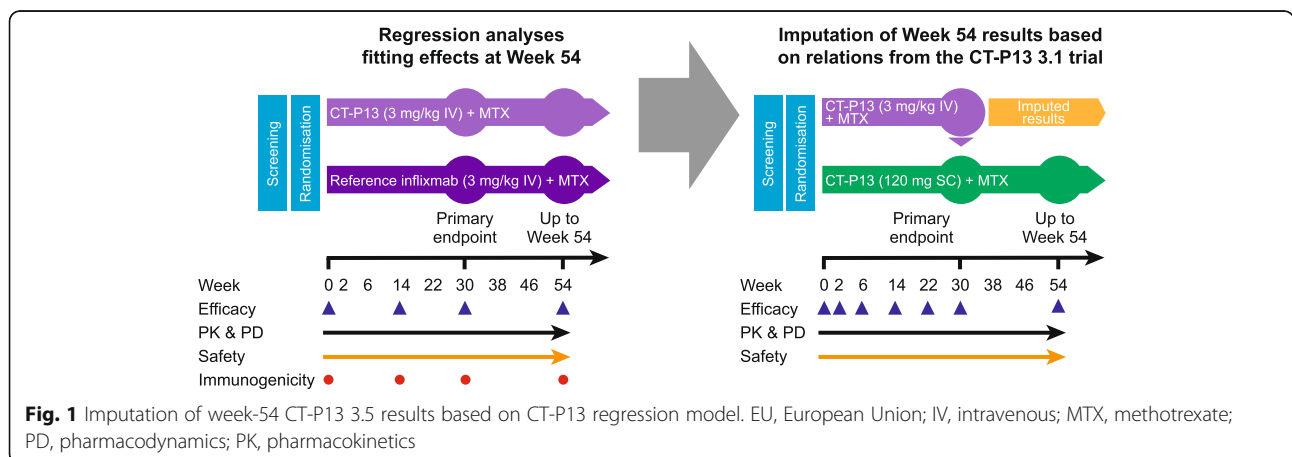 Regression analyses
fitting effects at Week 54
Screening
Randomisation
CT-P13 (3 mg/kg IV) + MTX
Reference inflixmab (3 mg/kg IV) + MTX
Primary
endpoint
Up to
Week 54
Week 0 2 6 14 22 30 38 46 54
Efficacy
PK & PD
Safety
Immunogenicity
Imputation of Week 54 results based
on relations from the CT-P13 3.1 trial
Screening
Randomisation
CT-P13 (3 mg/kg IV)
+ MTX
Imputed
results
CT-P13 (120 mg SC) + MTX
Primary
endpoint
Up to
Week 54
Week 0 2 6 14 22 30 38 46 54
Efficacy
PK & PD
Safety
Fig. 1 Imputation of week-54 CT-P13 3.5 results based on CT-P13 regression model. EU, European Union; IV, intravenous; MTX, methotrexate;
PD, pharmacodynamics; PK, pharmacokinetics